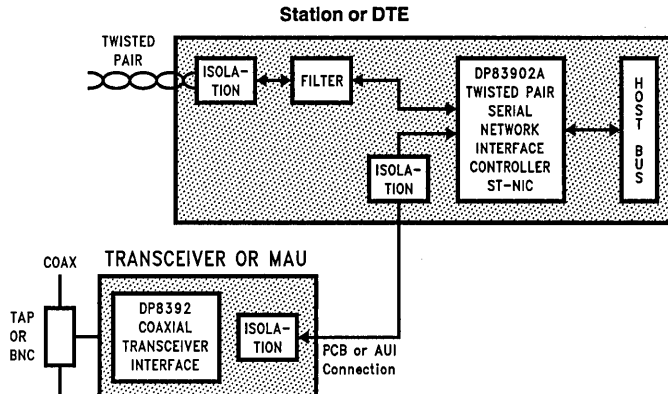 Station or DTE
TWISTED
PAIR
ISOLA-
TION
FILTER
DP83902A
TWISTED PAIR
SERIAL
NETWORK
INTERFACE
CONTROLLER
ST-NIC
HOST BUS
ISOLA-
TION
TRANSCEIVER OR MAU
COAX
TAP
OR
BNC
DP8392
COAXIAL
TRANSCEIVER
INTERFACE
ISOLA-
TION
PCB or AUI
Connection